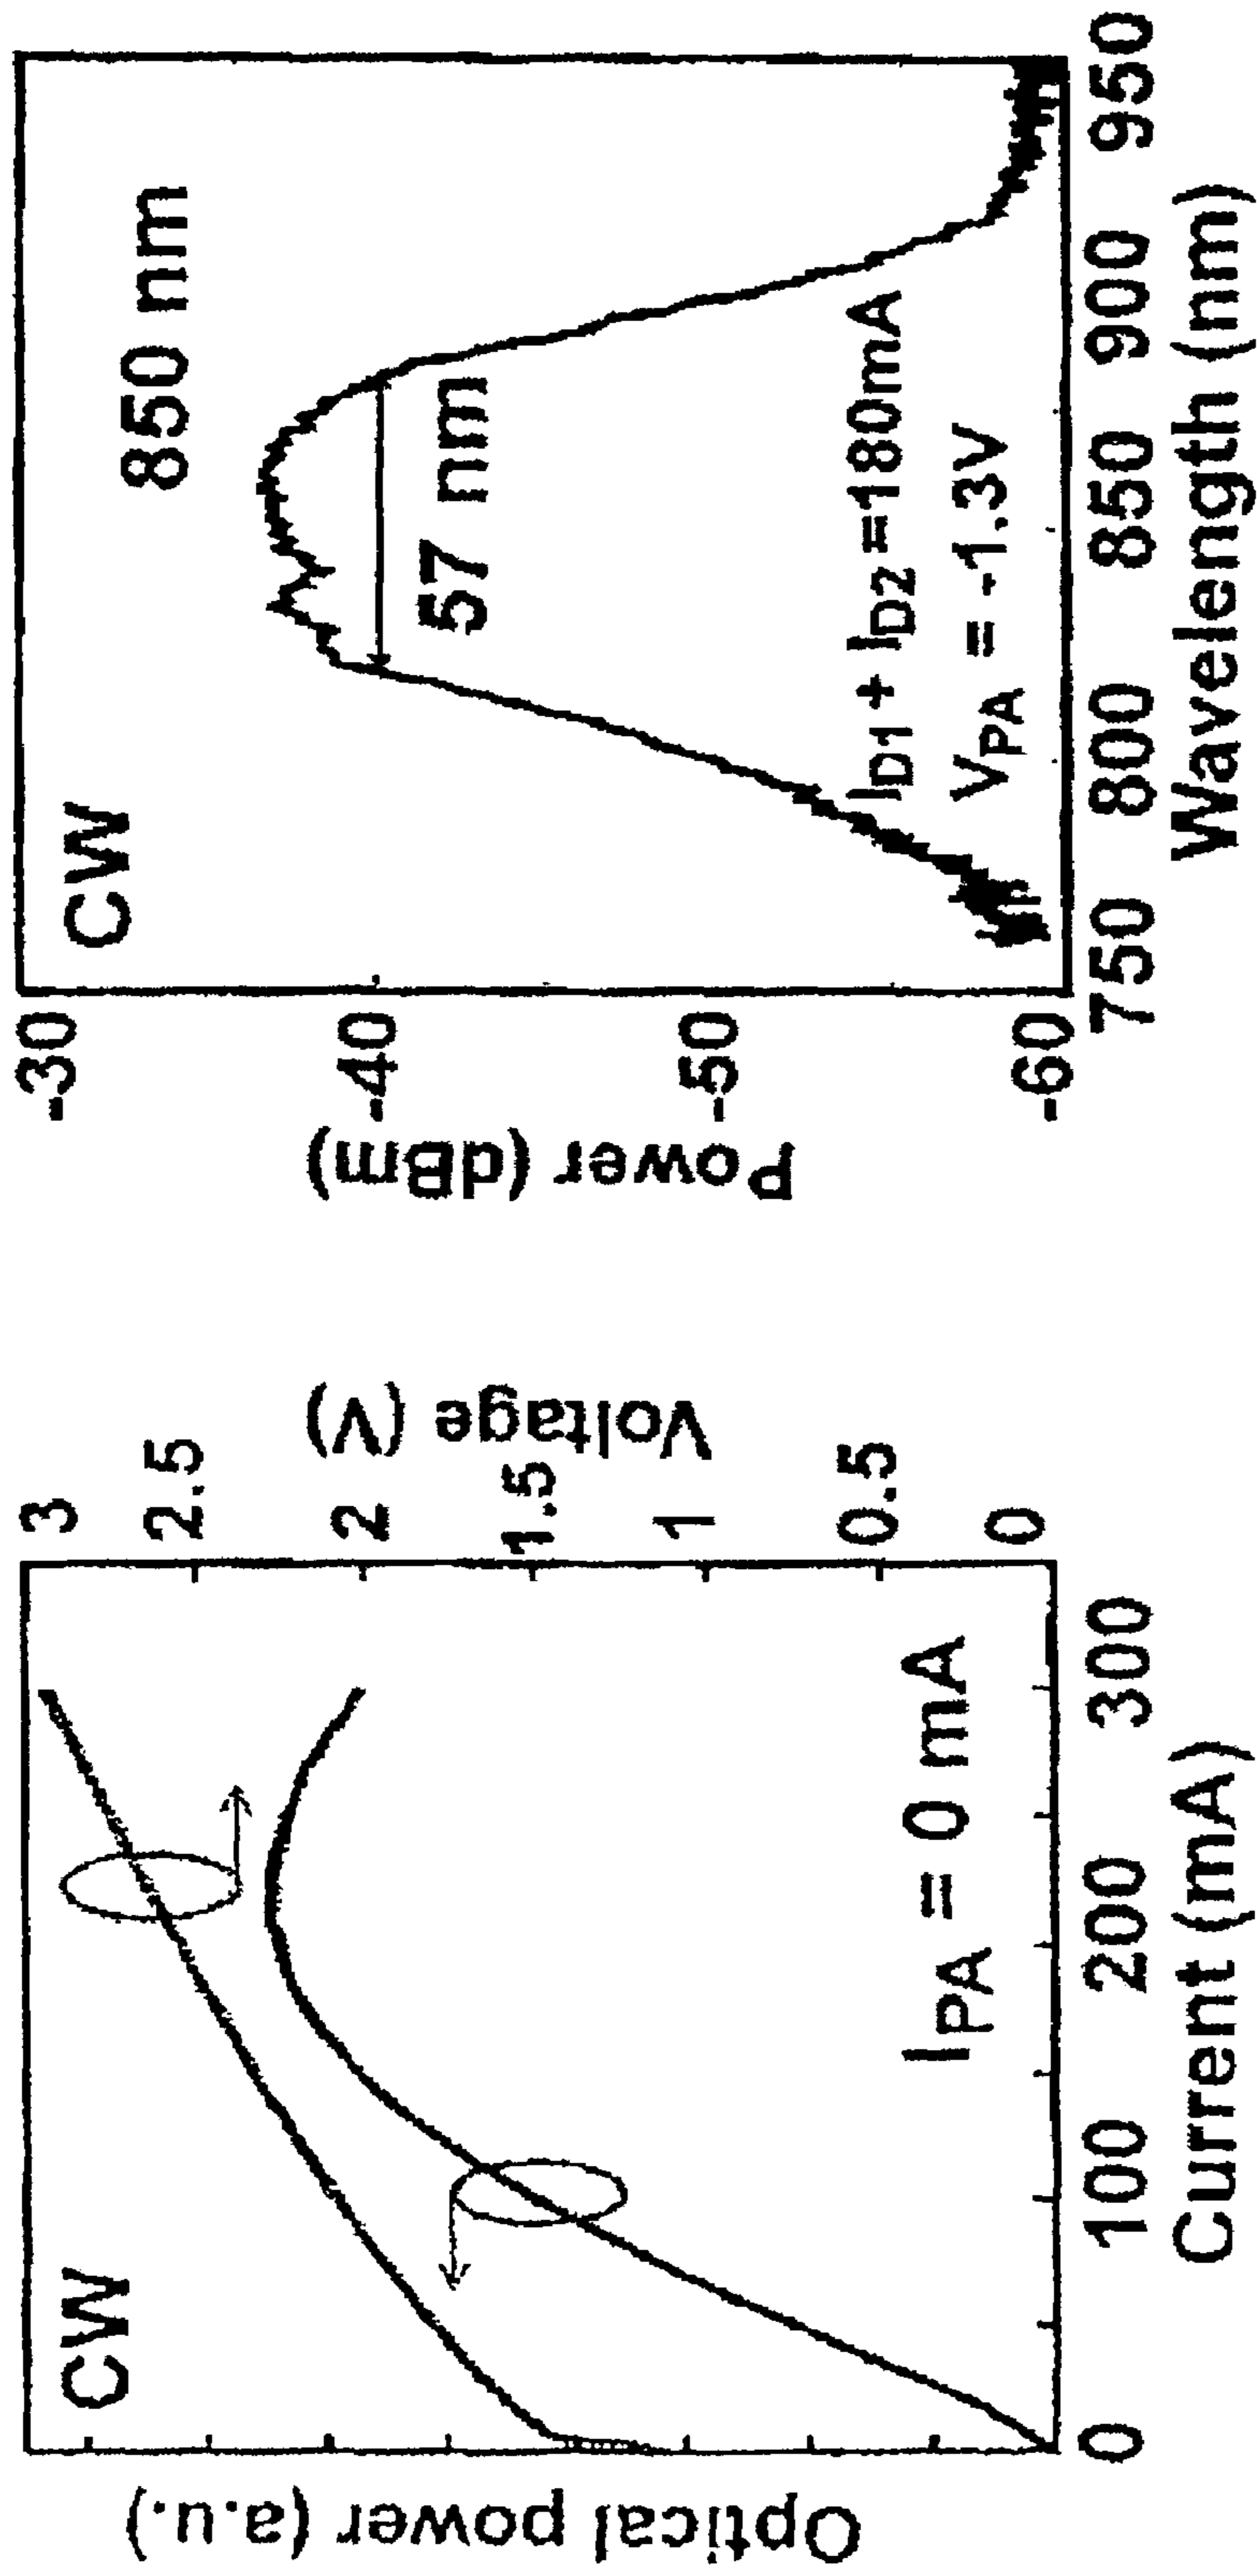 Optical power (a.u.)
CW
I_PA = 0 mA
3
2.5
2
1.5
1
0.5
0
Voltage (V)
0 100 200 300
Current (mA)
Power (dBm)
-30
-40
-50
-60
CW
850 nm
57 nm
I_D1 + I_D2 =180mA
V_PA = -1.3V
750 800 850 900 950
Wavelength (nm)